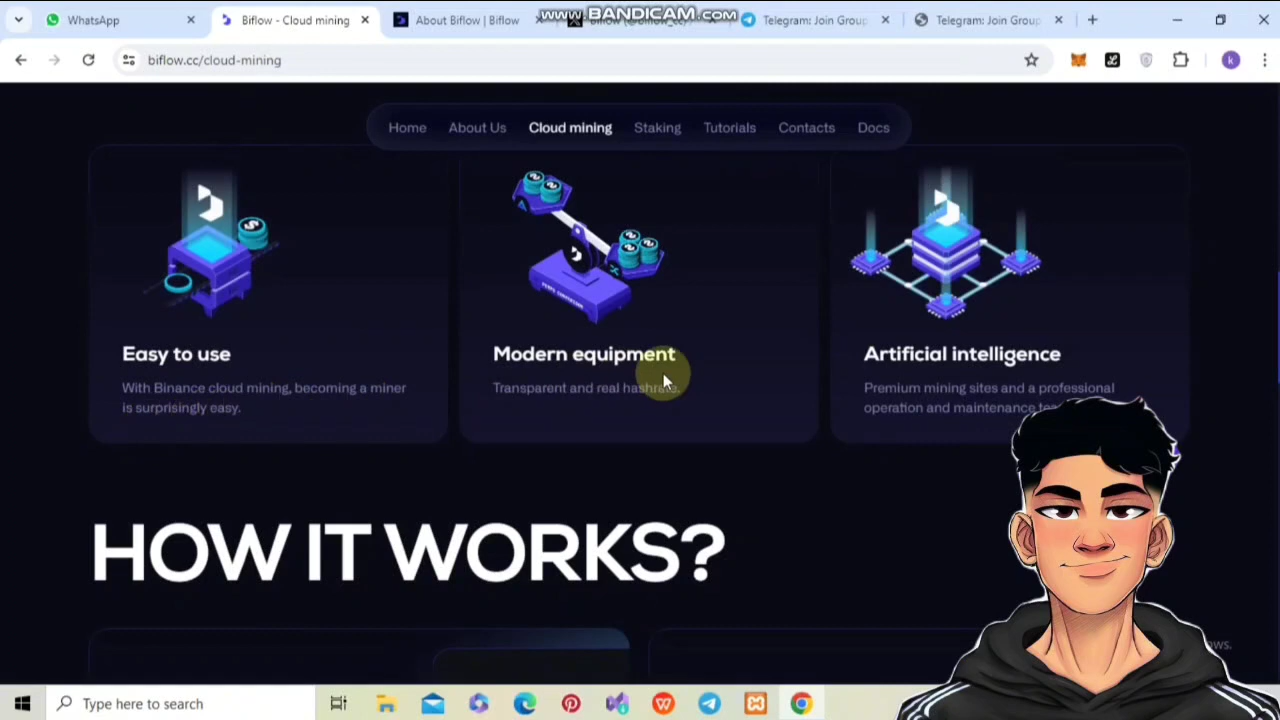 WhatsApp
Biflow - Cloud mining
About Biflow | Biflow
www.BANDICAM.com
Telegram: Join Group
Telegram: Join Group
biflow.cc/cloud-mining
k
Home
About Us
Cloud mining
Staking
Tutorials
Contacts
Docs
Easy to use
With Binance cloud mining, becoming a miner
is surprisingly easy.
Modern equipment
Transparent and real hashrate.
Artificial intelligence
Premium mining sites and a professional
operation and maintenance
HOW IT WORKS?
Type here to search